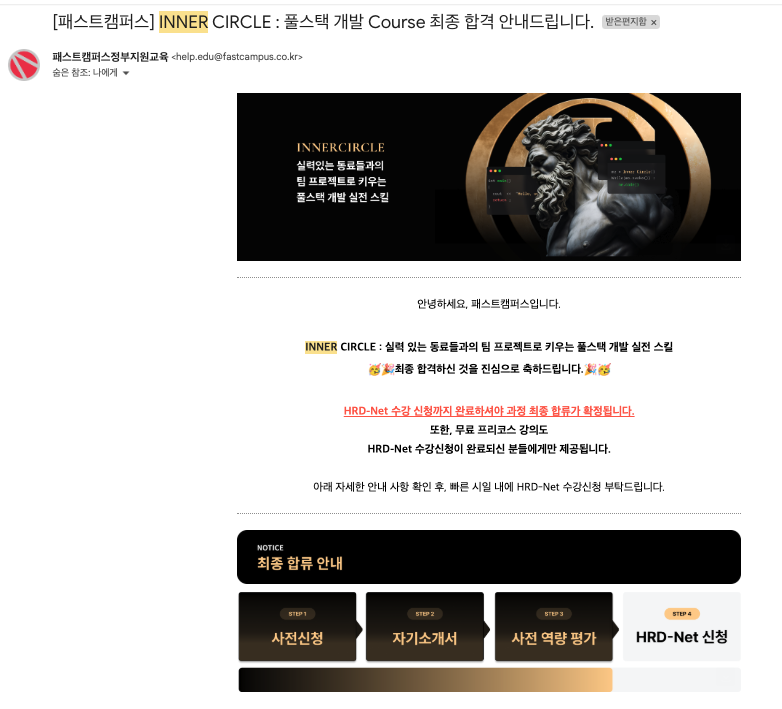 [패스트캠퍼스] INNER CIRCLE : 풀스택 개발 Course 최종 합격 안내드립니다. 받은편지함 x
패스트캠퍼스정부지원교육 <help.edu@fastcampus.co.kr>
숨은 참조: 나에게
INNERCIRCLE
실력있는 동료들과의
팀 프로젝트로 키우는
풀스택 개발 실전 스킬
안녕하세요, 패스트캠퍼스입니다.
INNER CIRCLE : 실력 있는 동료들과의 팀 프로젝트로 키우는 풀스택 개발 실전 스킬
🥳🎉최종 합격하신 것을 진심으로 축하드립니다.🎉🥳
HRD-Net 수강 신청까지 완료하셔야 과정 최종 합류가 확정됩니다.
또한, 무료 프리코스 강의도
HRD-Net 수강신청이 완료되신 분들에게만 제공됩니다.
아래 자세한 안내 사항 확인 후, 빠른 시일 내에 HRD-Net 수강신청 부탁드립니다.
NOTICE
최종 합류 안내
STEP 1
사전신청
STEP 2
자기소개서
STEP 3
사전 역량 평가
STEP 4
HRD-Net 신청